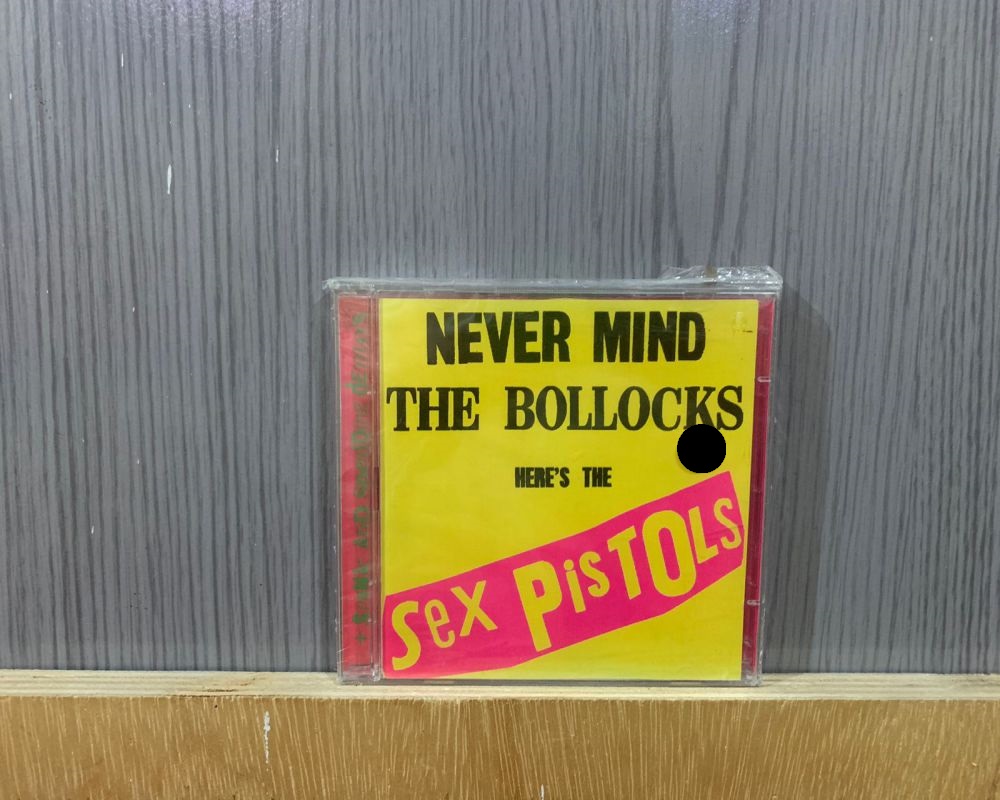 NEVER MIND
THE BOLLOCKS
HERE'S THE
Sex PiSTOLS